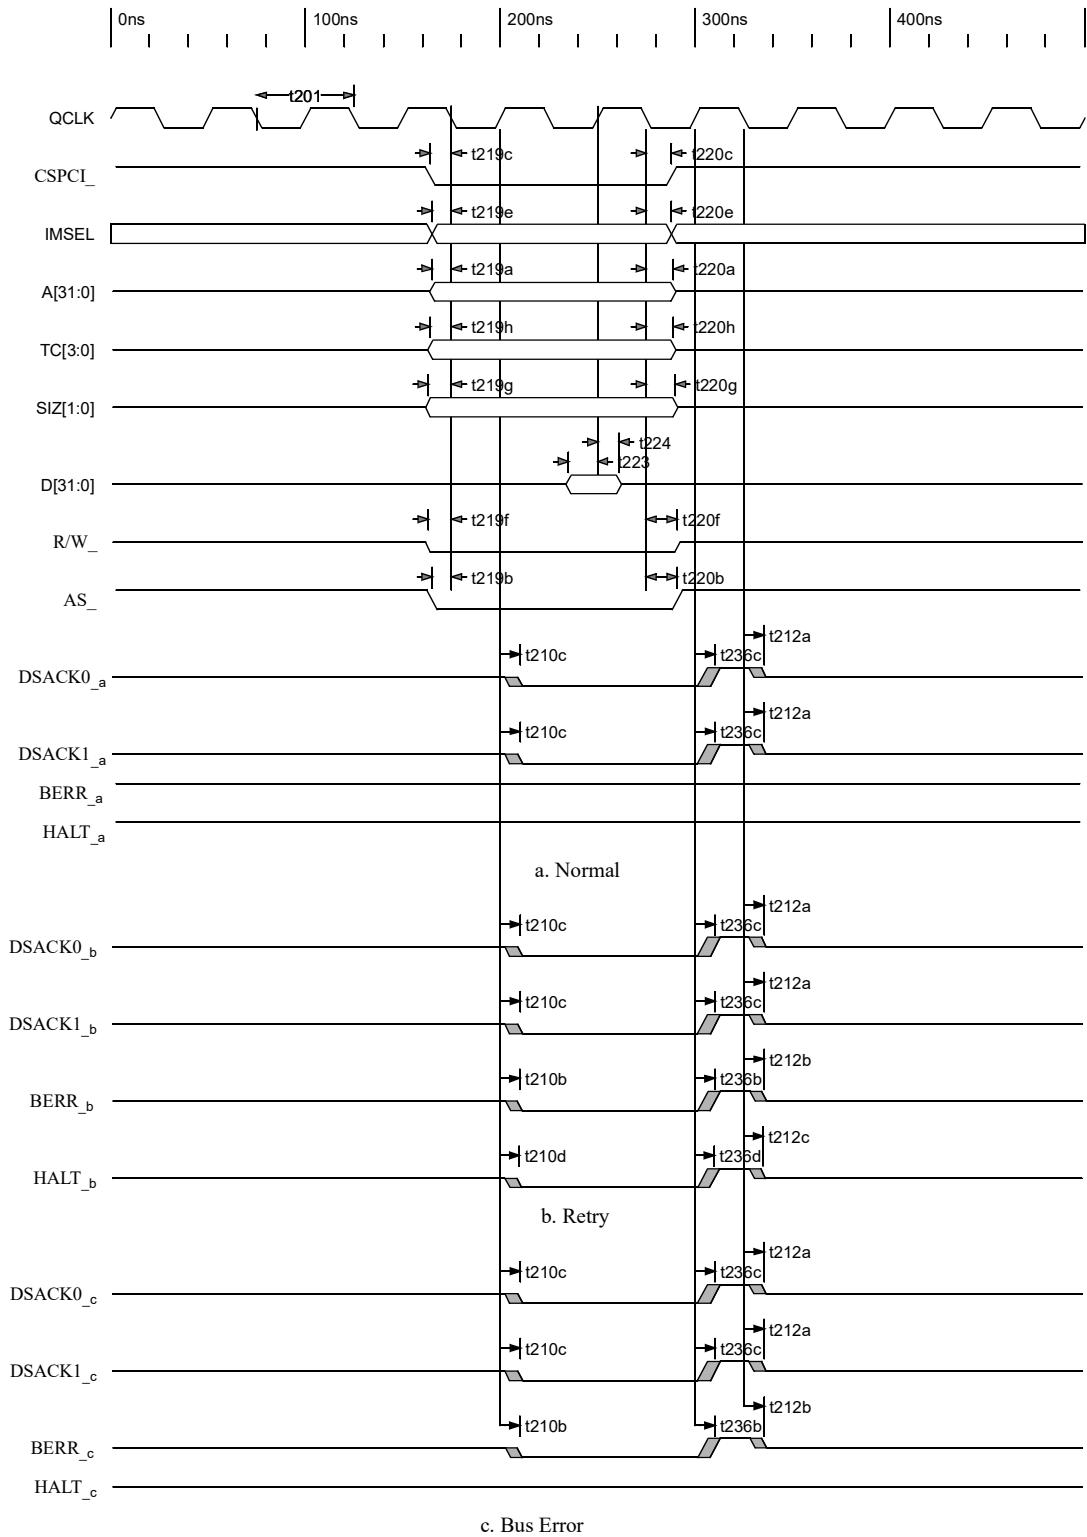 0ns 100ns 200ns 300ns 400ns
t201
QCLK
t219c t220c
CSPCI_
t219e t220e
IMSEL
t219a t220a
A[31:0]
t219h t220h
TC[3:0]
t219g t220g
SIZ[1:0]
t224
t223
D[31:0]
t219f t220f
R/W_
t219b t220b
AS_
t212a
t210c t236c
DSACK0_a
t212a
t210c t236c
DSACK1_a
BERR_a
HALT_a
a. Normal
t212a
t210c t236c
DSACK0_b
t212a
t210c t236c
DSACK1_b
t212b
t210b t236b
BERR_b
t212c
t210d t236d
HALT_b
b. Retry
t212a
t210c t236c
DSACK0_c
t212a
t210c t236c
DSACK1_c
t212b
t210b t236b
BERR_c
HALT_c
c. Bus Error